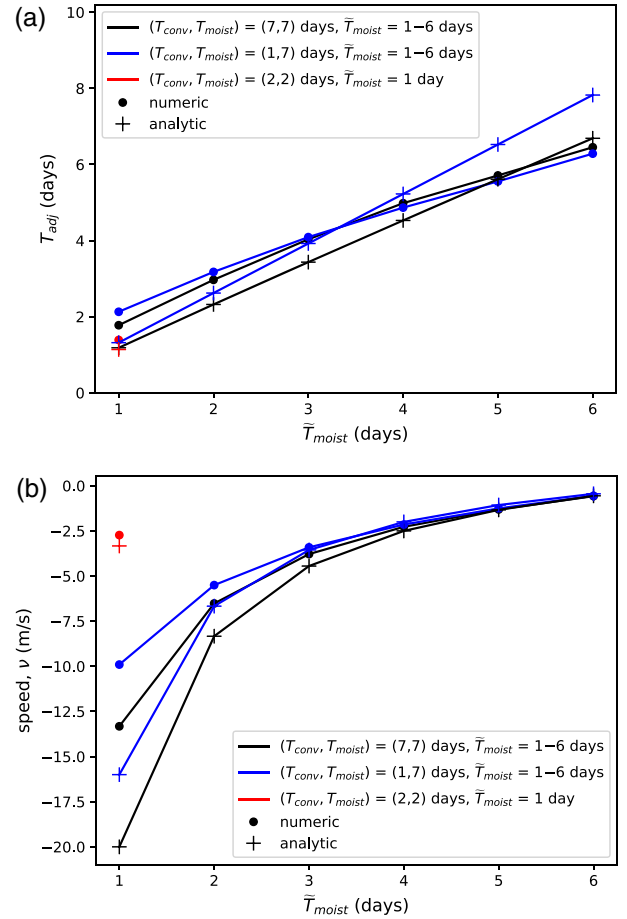 (a)
10
(T_conv, T_moist) = (7,7) days, T̃_moist = 1−6 days
(T_conv, T_moist) = (1,7) days, T̃_moist = 1−6 days
(T_conv, T_moist) = (2,2) days, T̃_moist = 1 day
numeric
analytic
8
6
4
2
0
T_adj (days)
1 2 3 4 5 6
T̃_moist (days)
(b)
0.0
−2.5
−5.0
−7.5
−10.0
−12.5
−15.0
−17.5
−20.0
speed, ν (m/s)
(T_conv, T_moist) = (7,7) days, T̃_moist = 1−6 days
(T_conv, T_moist) = (1,7) days, T̃_moist = 1−6 days
(T_conv, T_moist) = (2,2) days, T̃_moist = 1 day
numeric
analytic
1 2 3 4 5 6
T̃_moist (days)